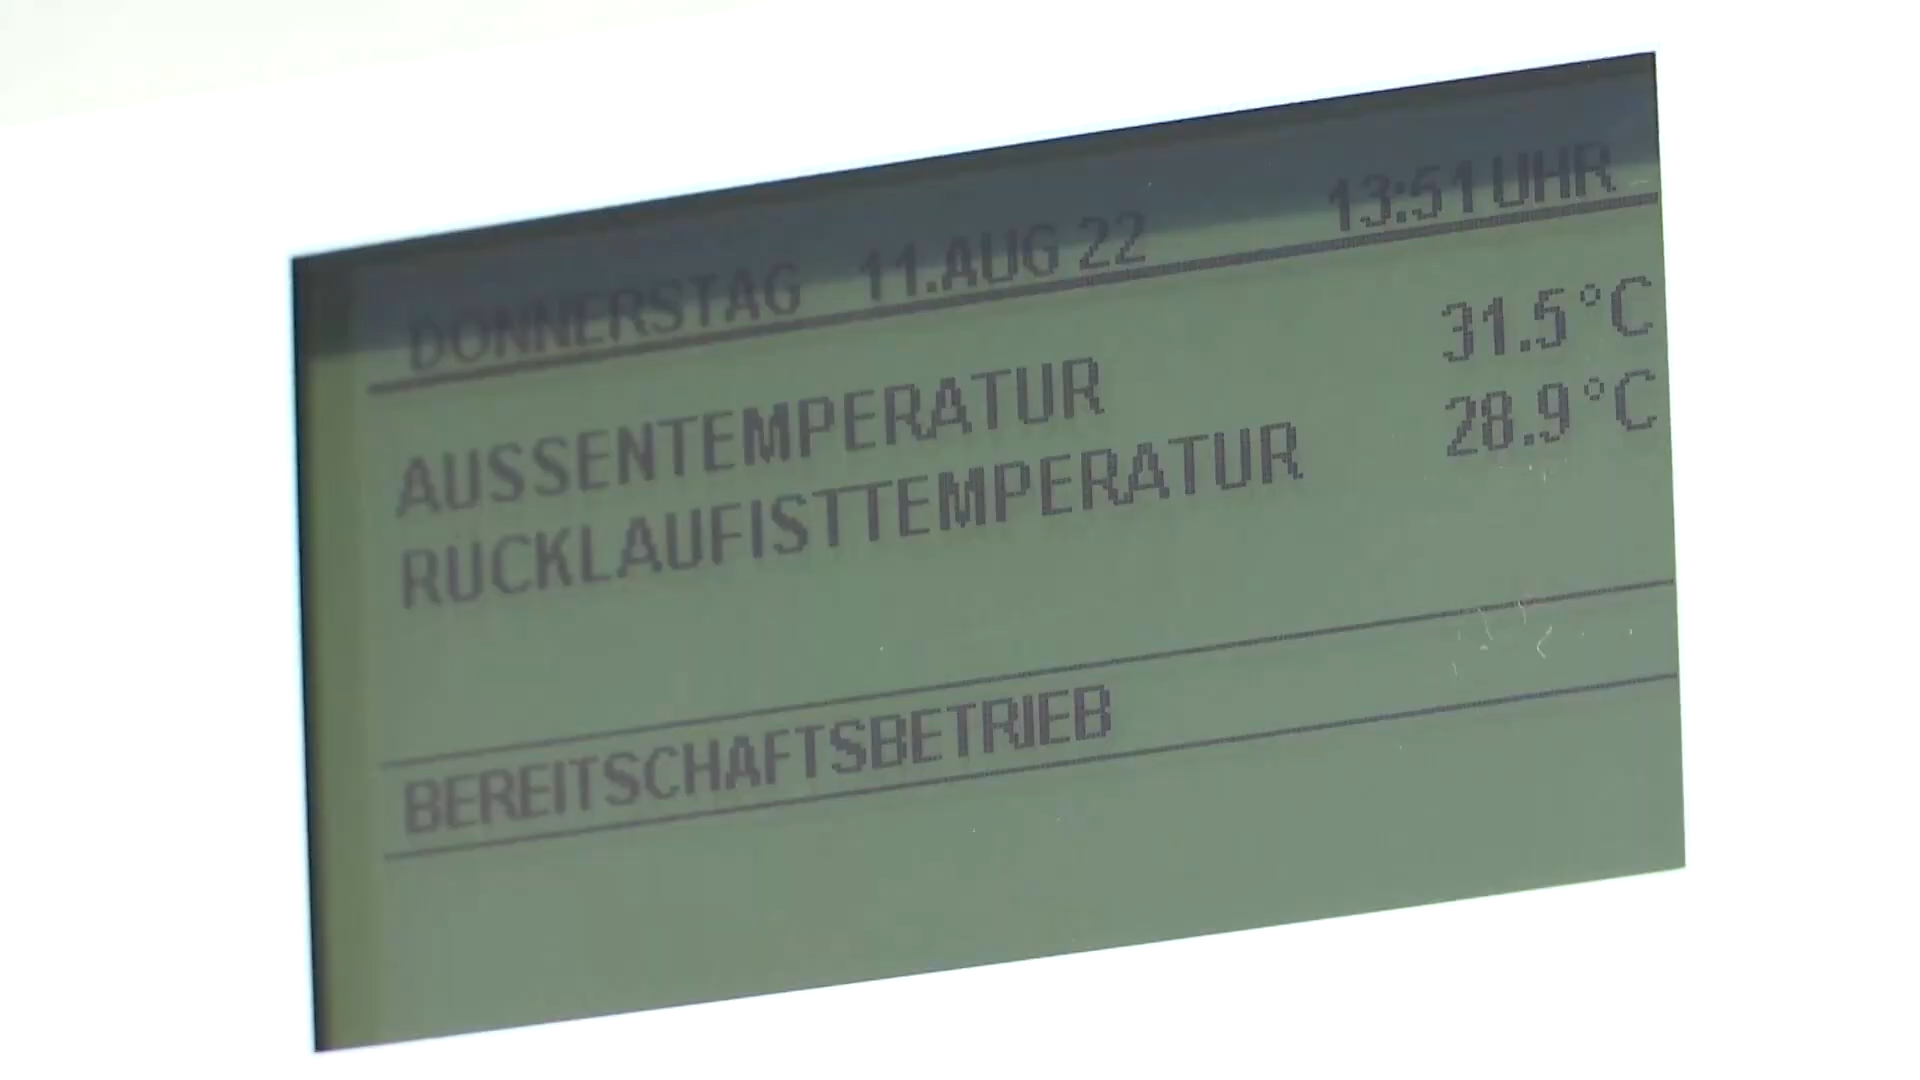 DONNERSTAG 11.AUG 22 13:51 UHR
AUSSENTEMPERATUR 31.5°C
RUCKLAUFISTTEMPERATUR 28.9°C
BEREITSCHAFTSBETRIEB